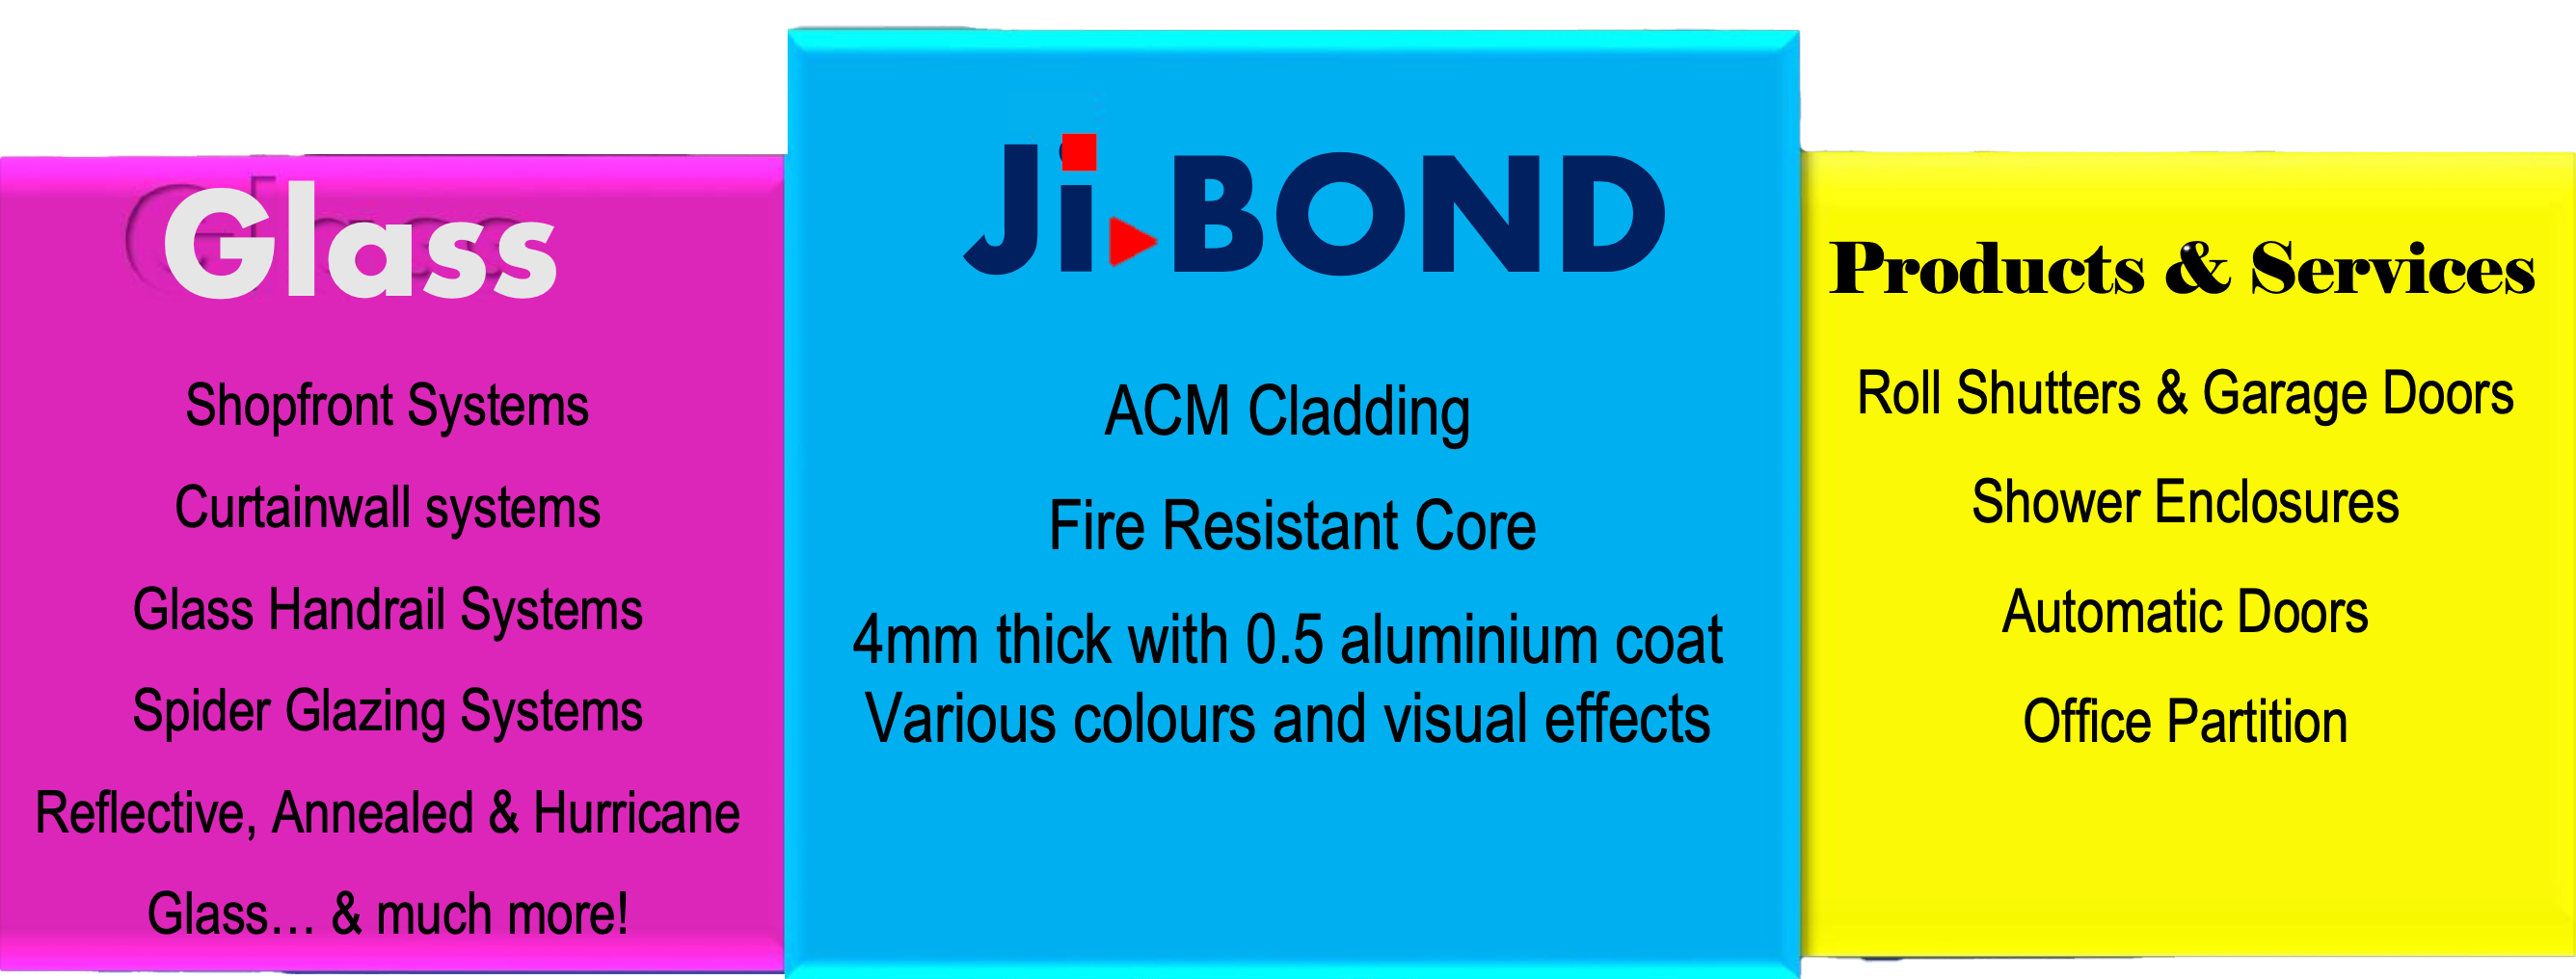 Glass
Shopfront Systems
Curtainwall systems
Glass Handrail Systems
Spider Glazing Systems
Reflective, Annealed & Hurricane
Glass… & much more!
Ji BOND
ACM Cladding
Fire Resistant Core
4mm thick with 0.5 aluminium coat
Various colours and visual effects
Products & Services
Roll Shutters & Garage Doors
Shower Enclosures
Automatic Doors
Office Partition